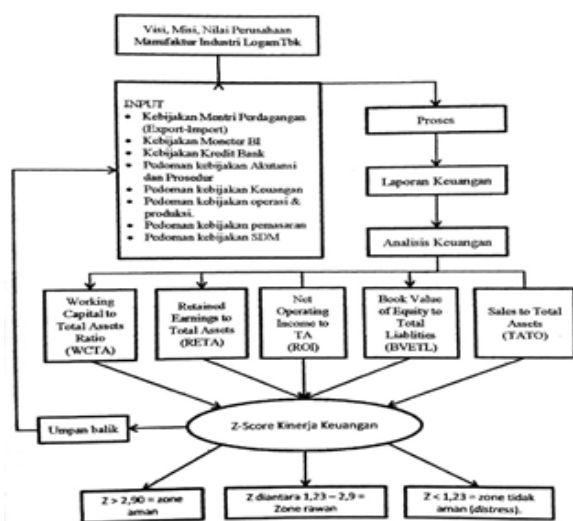 Visi, Misi, Nilai Perusahaan
Manufaktur Industri LogamTbk
INPUT
• Kebijakan Mentri Perdagangan
(Export-Import)
• Kebijakan Moneter BI
• Kebijakan Kredit Bank
• Pedoman kebijakan Akutansi
dan Prosedur
• Pedoman kebijakan Keuangan
• Pedoman kebijakan operasi &
produksi.
• Pedoman kebijakan pemasaran
• Pedoman kebijakan SDM
Proses
Laporan Keuangan
Analisis Keuangan
Working
Capital to
Total Assets
Ratio
(WCTA)
Retained
Earnings to
Total Assets
(RETA)
Net
Operating
Income to
TA
(ROI)
Book Value
of Equity to
Total
Liablities
(BVETL)
Sales to Total
Assets
(TATO)
Umpan balik
Z-Score Kinerja Keuangan
Z > 2,90 = zone
aman
Z diantara 1,23 – 2,9 =
Zone rawan
Z < 1,23 = zone tidak
aman (distress).